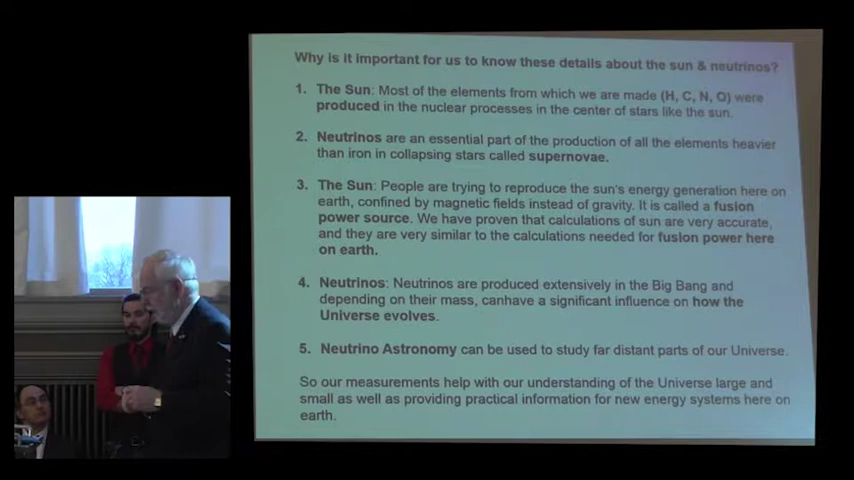 Why is it important for us to know these details about the sun & neutrinos?
1. The Sun: Most of the elements from which we are made (H, C, N, O) were
produced in the nuclear processes in the center of stars like the sun.
2. Neutrinos are an essential part of the production of all the elements heavier
than iron in collapsing stars called supernovae.
3. The Sun: People are trying to reproduce the sun's energy generation here on
earth, confined by magnetic fields instead of gravity. It is called a fusion
power source. We have proven that calculations of sun are very accurate,
and they are very similar to the calculations needed for fusion power here
on earth.
4. Neutrinos: Neutrinos are produced extensively in the Big Bang and
depending on their mass, canhave a significant influence on how the
Universe evolves.
5. Neutrino Astronomy can be used to study far distant parts of our Universe.
So our measurements help with our understanding of the Universe large and
small as well as providing practical information for new energy systems here on
earth.